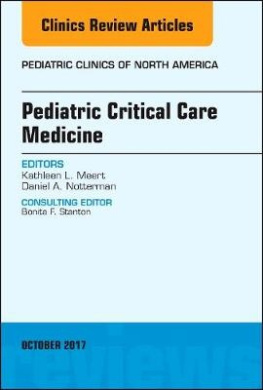 Clinics Review Articles
PEDIATRIC CLINICS OF NORTH AMERICA
Pediatric Critical Care
Medicine
EDITORS
Kathleen L. Meert
Daniel A. Notterman
CONSULTING EDITOR
Bonita F. Stanton
OCTOBER 2017
reviews